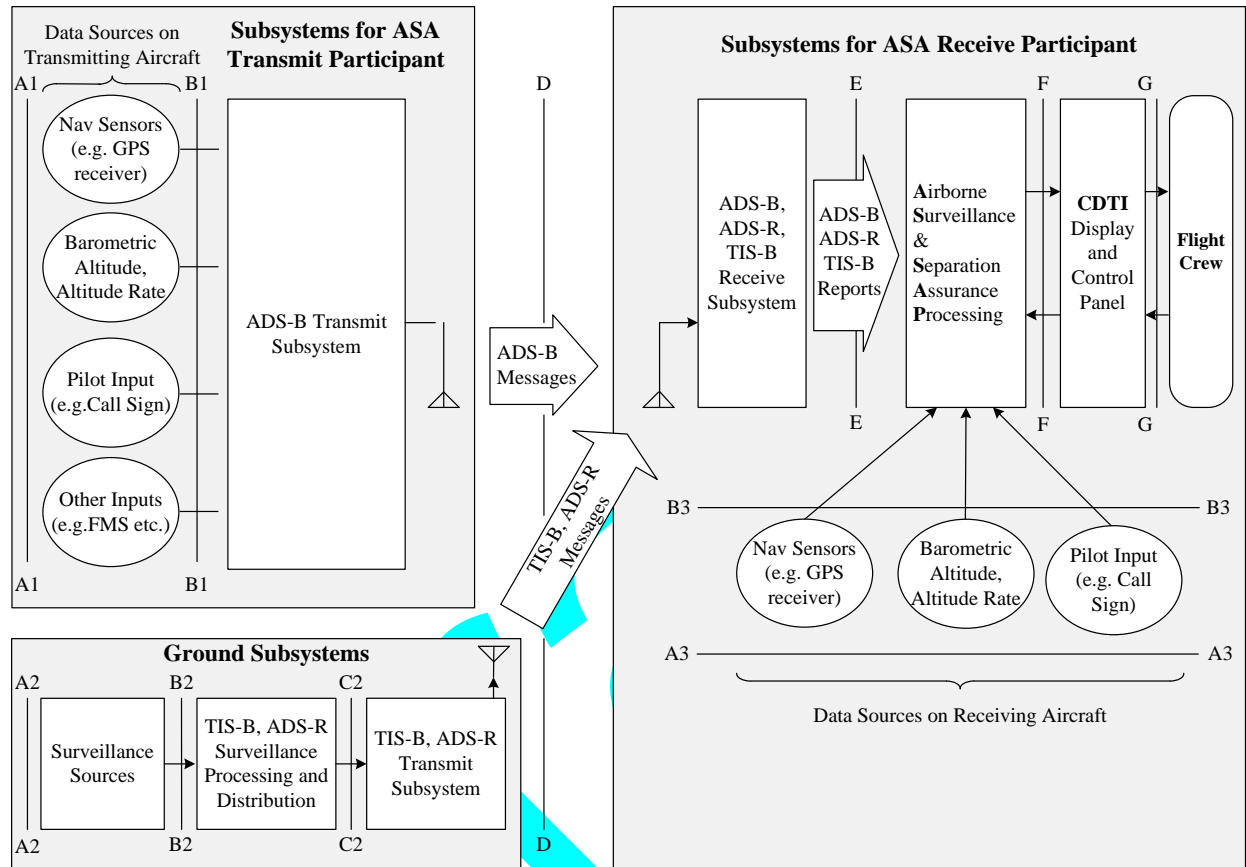 Data Sources on
Transmitting Aircraft
Subsystems for ASA
Transmit Participant
A1
B1
Nav Sensors
(e.g. GPS
receiver)
Barometric
Altitude,
Altitude Rate
Pilot Input
(e.g.Call Sign)
Other Inputs
(e.g.FMS etc.)
ADS-B Transmit
Subsystem
A1
B1
D
ADS-B
Messages
TIS-B, ADS-R
Messages
D
Ground Subsystems
A2
B2
C2
Surveillance
Sources
TIS-B, ADS-R
Surveillance
Processing and
Distribution
TIS-B, ADS-R
Transmit
Subsystem
A2
B2
C2
Subsystems for ASA Receive Participant
E
F
G
ADS-B,
ADS-R,
TIS-B
Receive
Subsystem
ADS-B
ADS-R
TIS-B
Reports
Airborne
Surveillance
&
Separation
Assurance
Processing
CDTI
Display
and
Control
Panel
Flight
Crew
E
F
G
B3
B3
Nav Sensors
(e.g. GPS
receiver)
Barometric
Altitude,
Altitude Rate
Pilot Input
(e.g. Call
Sign)
A3
A3
Data Sources on Receiving Aircraft